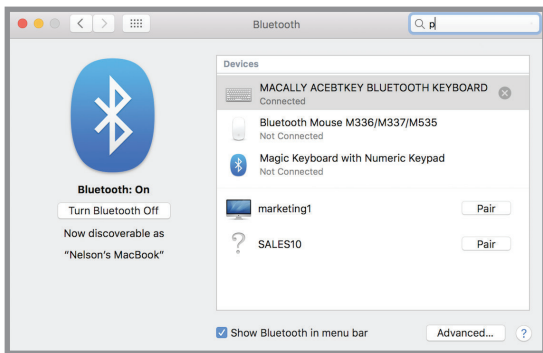 Bluetooth
p
Devices
MACALLY ACEBTKEY BLUETOOTH KEYBOARD
Connected
Bluetooth Mouse M336/M337/M535
Not Connected
Magic Keyboard with Numeric Keypad
Not Connected
marketing1
Pair
SALES10
Pair
Bluetooth: On
Turn Bluetooth Off
Now discoverable as
“Nelson’s MacBook”
Show Bluetooth in menu bar
Advanced...
?